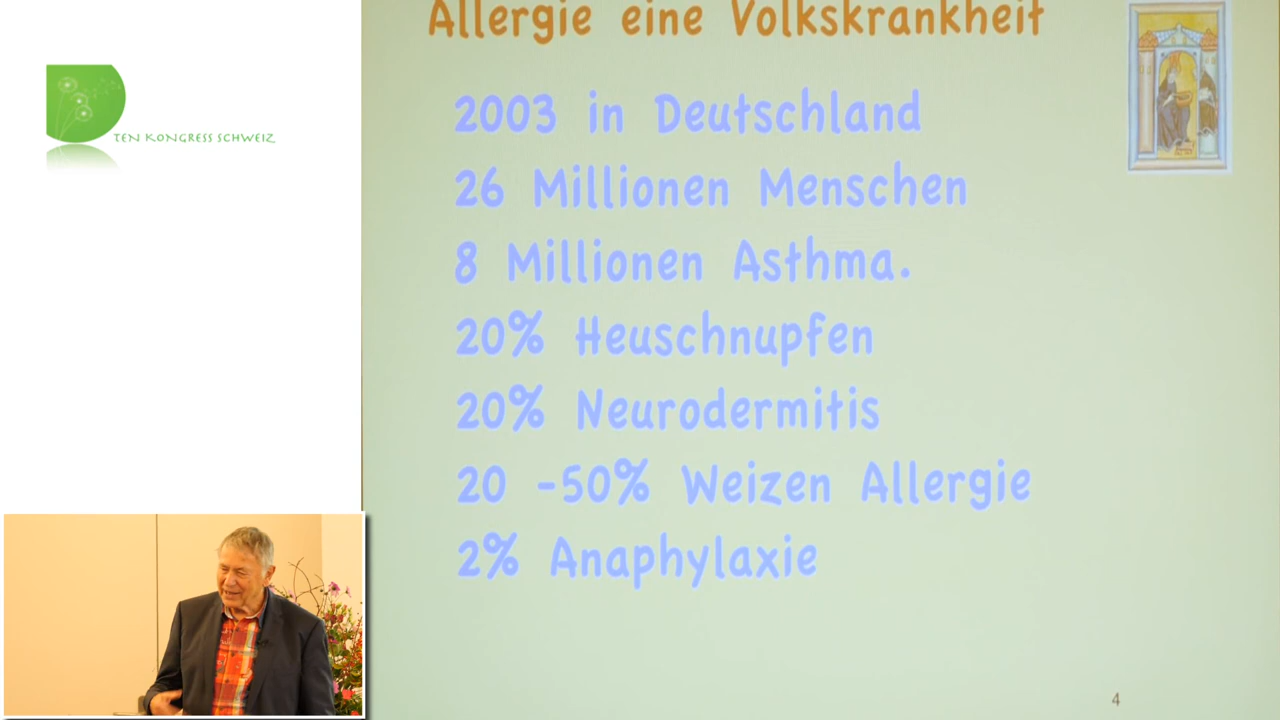 Allergie eine Volkskrankheit
TEN KONGRESS SCHWEIZ
2003 in Deutschland
26 Millionen Menschen
8 Millionen Asthma.
20% Heuschnupfen
20% Neurodermitis
20 -50% Weizen Allergie
2% Anaphylaxie
4